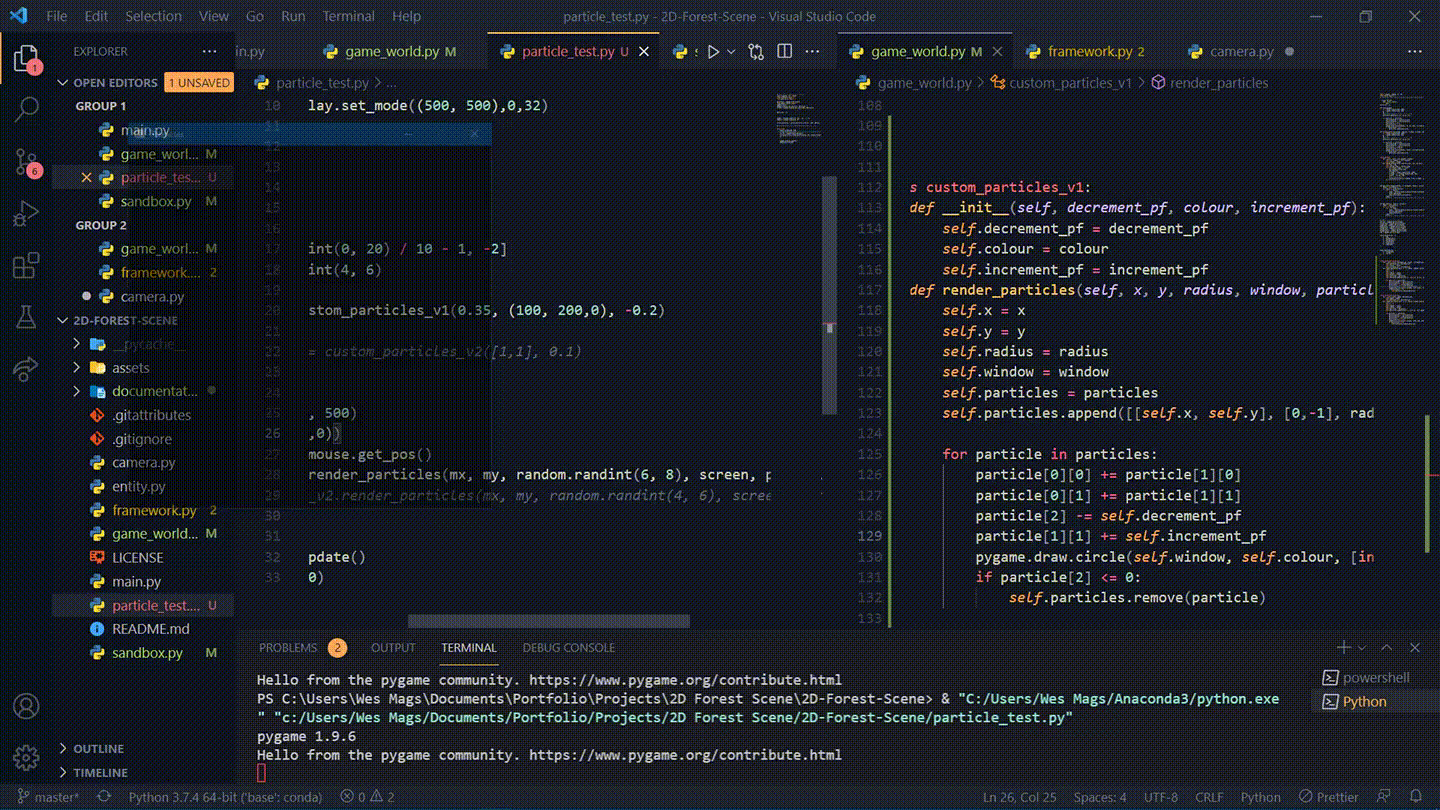 File Edit Selection View Go Run Terminal Help particle_test.py - 2D-Forest-Scene - Visual Studio Code
EXPLORER
OPEN EDITORS 1 UNSAVED
GROUP 1
main.py
game_worl... M
particle_tes... U
sandbox.py M
GROUP 2
game_worl... M
framework.... 2
camera.py
2D-FOREST-SCENE
__pycache__
assets
documentat...
.gitattributes
.gitignore
camera.py
entity.py
framework.py 2
game_world... M
LICENSE
main.py
particle_test.... U
README.md
sandbox.py M
OUTLINE
TIMELINE
in.py game_world.py M particle_test.py U s
particle_test.py > ...
10 lay.set_mode((500, 500),0,32)
11
12
13
14
15
16
17 int(0, 20) / 10 - 1, -2]
18 int(4, 6)
19
20 stom_particles_v1(0.35, (100, 200,0), -0.2)
21
22 = custom_particles_v2([1,1], 0.1)
23
24
25 , 500)
26 ,0))
27 mouse.get_pos()
28 render_particles(mx, my, random.randint(6, 8), screen, p
29 _v2.render_particles(mx, my, random.randint(4, 6), scree
30
31
32 pdate()
33 0)
game_world.py M framework.py 2 camera.py
game_world.py > custom_particles_v1 > render_particles
108
109
110
111
112 s custom_particles_v1:
113 def __init__(self, decrement_pf, colour, increment_pf):
114 self.decrement_pf = decrement_pf
115 self.colour = colour
116 self.increment_pf = increment_pf
117 def render_particles(self, x, y, radius, window, particl
118 self.x = x
119 self.y = y
120 self.radius = radius
121 self.window = window
122 self.particles = particles
123 self.particles.append([[self.x, self.y], [0,-1], rad
124
125 for particle in particles:
126 particle[0][0] += particle[1][0]
127 particle[0][1] += particle[1][1]
128 particle[2] -= self.decrement_pf
129 particle[1][1] += self.increment_pf
130 pygame.draw.circle(self.window, self.colour, [in
131 if particle[2] <= 0:
132 self.particles.remove(particle)
133
PROBLEMS 2 OUTPUT TERMINAL DEBUG CONSOLE
Hello from the pygame community. https://www.pygame.org/contribute.html
PS C:\Users\Wes Mags\Documents\Portfolio\Projects\2D Forest Scene\2D-Forest-Scene> & "C:/Users/Wes Mags/Anaconda3/python.exe
" "c:/Users/Wes Mags/Documents/Portfolio/Projects/2D Forest Scene/2D-Forest-Scene/particle_test.py"
pygame 1.9.6
Hello from the pygame community. https://www.pygame.org/contribute.html
powershell
Python
1
6
master* Python 3.7.4 64-bit ('base': conda) 0 2 Ln 26, Col 25 Spaces: 4 UTF-8 CRLF Python Prettier